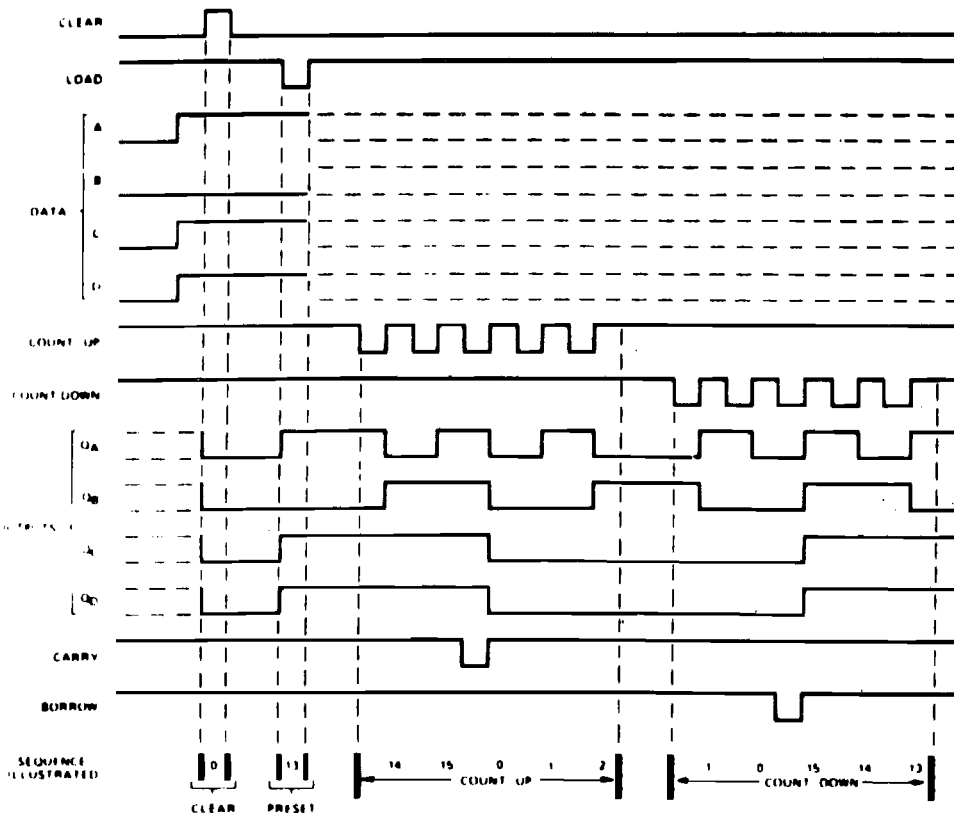 CLEAR
LOAD
A
B
DATA
C
D
COUNT UP
COUNT DOWN
QA
QB
QD
CARRY
BORROW
SEQUENCE
ILLUSTRATED
0 13 14 15 0 1 2 1 0 15 14 13
COUNT UP COUNT DOWN
CLEAR PRESET